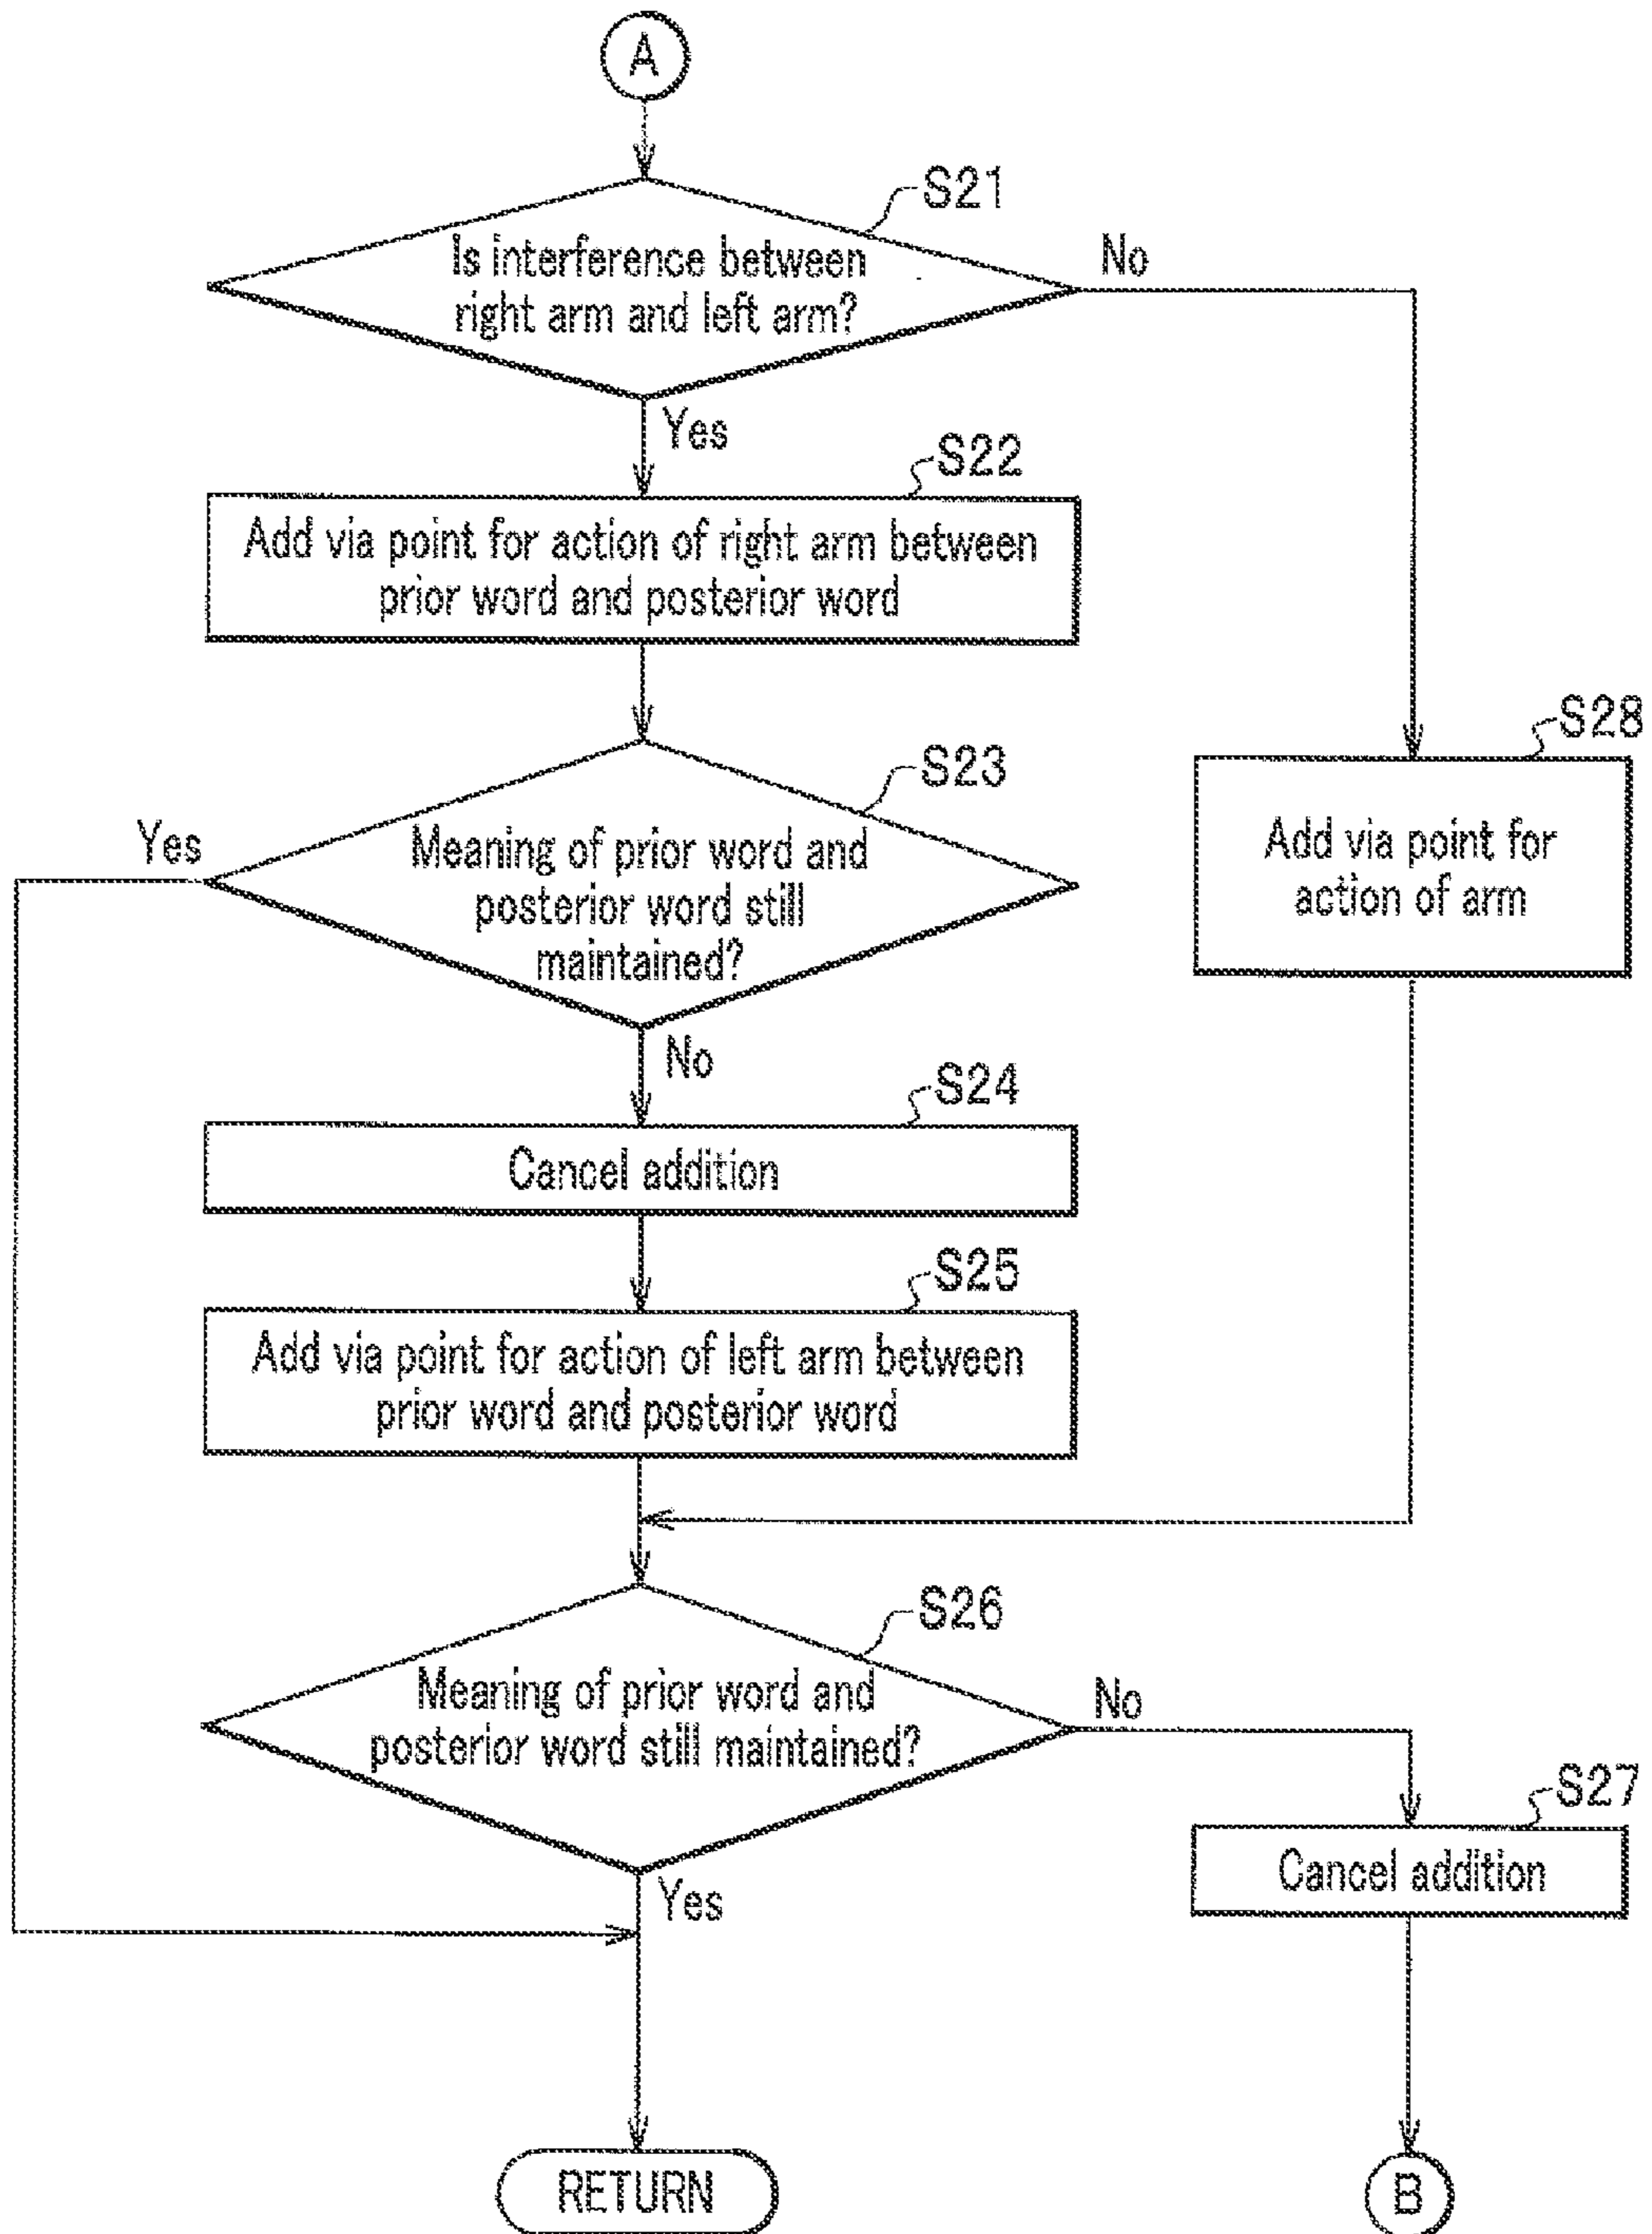 A
S21
Is interference between
right arm and left arm?
No
Yes
S22
Add via point for action of right arm between
prior word and posterior word
S28
Add via point for
action of arm
S23
Yes
Meaning of prior word and
posterior word still
maintained?
No
S24
Cancel addition
S25
Add via point for action of left arm between
prior word and posterior word
S26
Meaning of prior word and
posterior word still maintained?
No
S27
Cancel addition
Yes
RETURN
B